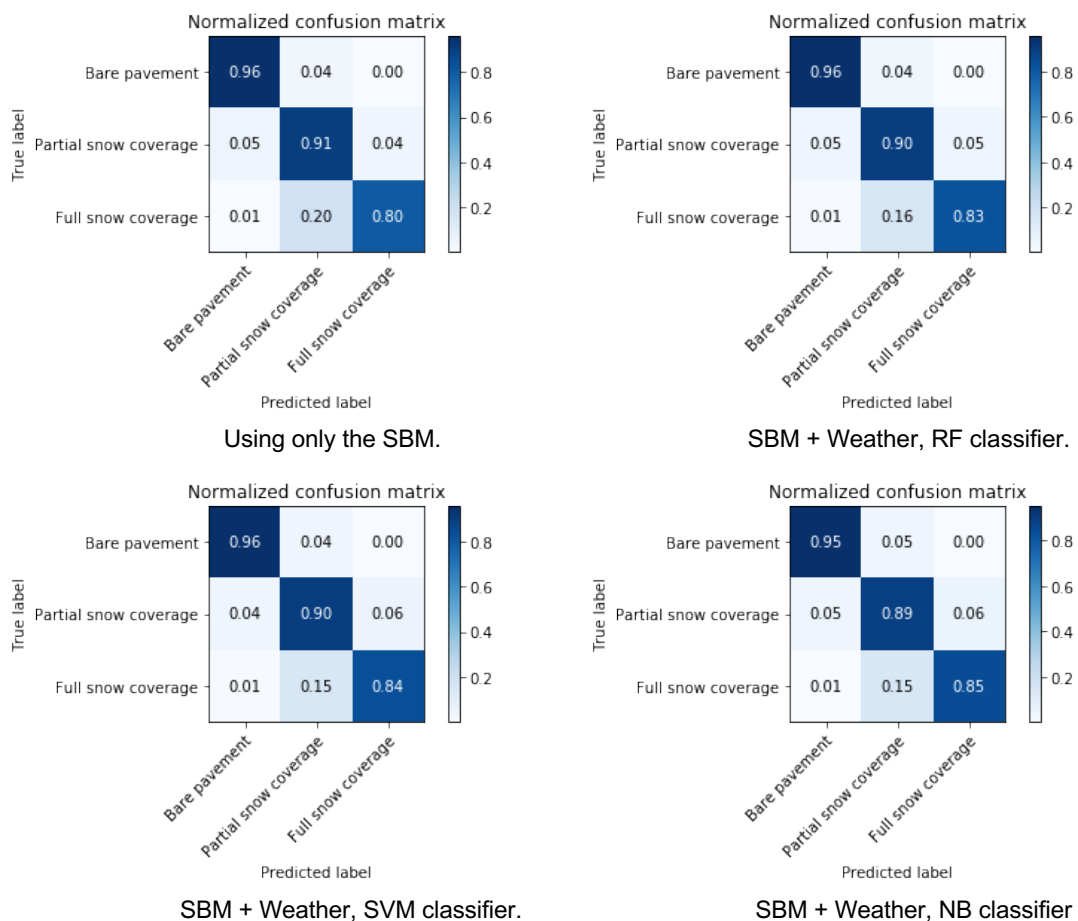 Normalized confusion matrix
Bare pavement 0.96 0.04 0.00
Partial snow coverage 0.05 0.91 0.04
Full snow coverage 0.01 0.20 0.80
0.8
0.6
0.4
0.2
True label
Bare pavement
Partial snow coverage
Full snow coverage
Predicted label
Using only the SBM.
Normalized confusion matrix
Bare pavement 0.96 0.04 0.00
Partial snow coverage 0.05 0.90 0.05
Full snow coverage 0.01 0.16 0.83
0.8
0.6
0.4
0.2
True label
Bare pavement
Partial snow coverage
Full snow coverage
Predicted label
SBM + Weather, RF classifier.
Normalized confusion matrix
Bare pavement 0.96 0.04 0.00
Partial snow coverage 0.04 0.90 0.06
Full snow coverage 0.01 0.15 0.84
0.8
0.6
0.4
0.2
True label
Bare pavement
Partial snow coverage
Full snow coverage
Predicted label
SBM + Weather, SVM classifier.
Normalized confusion matrix
Bare pavement 0.95 0.05 0.00
Partial snow coverage 0.05 0.89 0.06
Full snow coverage 0.01 0.15 0.85
0.8
0.6
0.4
0.2
True label
Bare pavement
Partial snow coverage
Full snow coverage
Predicted label
SBM + Weather, NB classifier